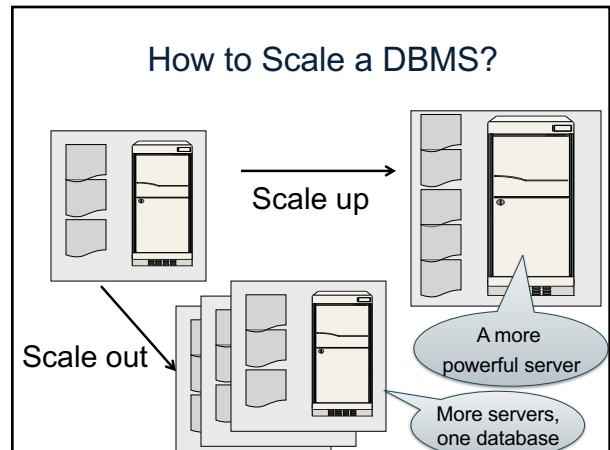 How to Scale a DBMS?
Scale up
Scale out
A more
powerful server
More servers,
one database